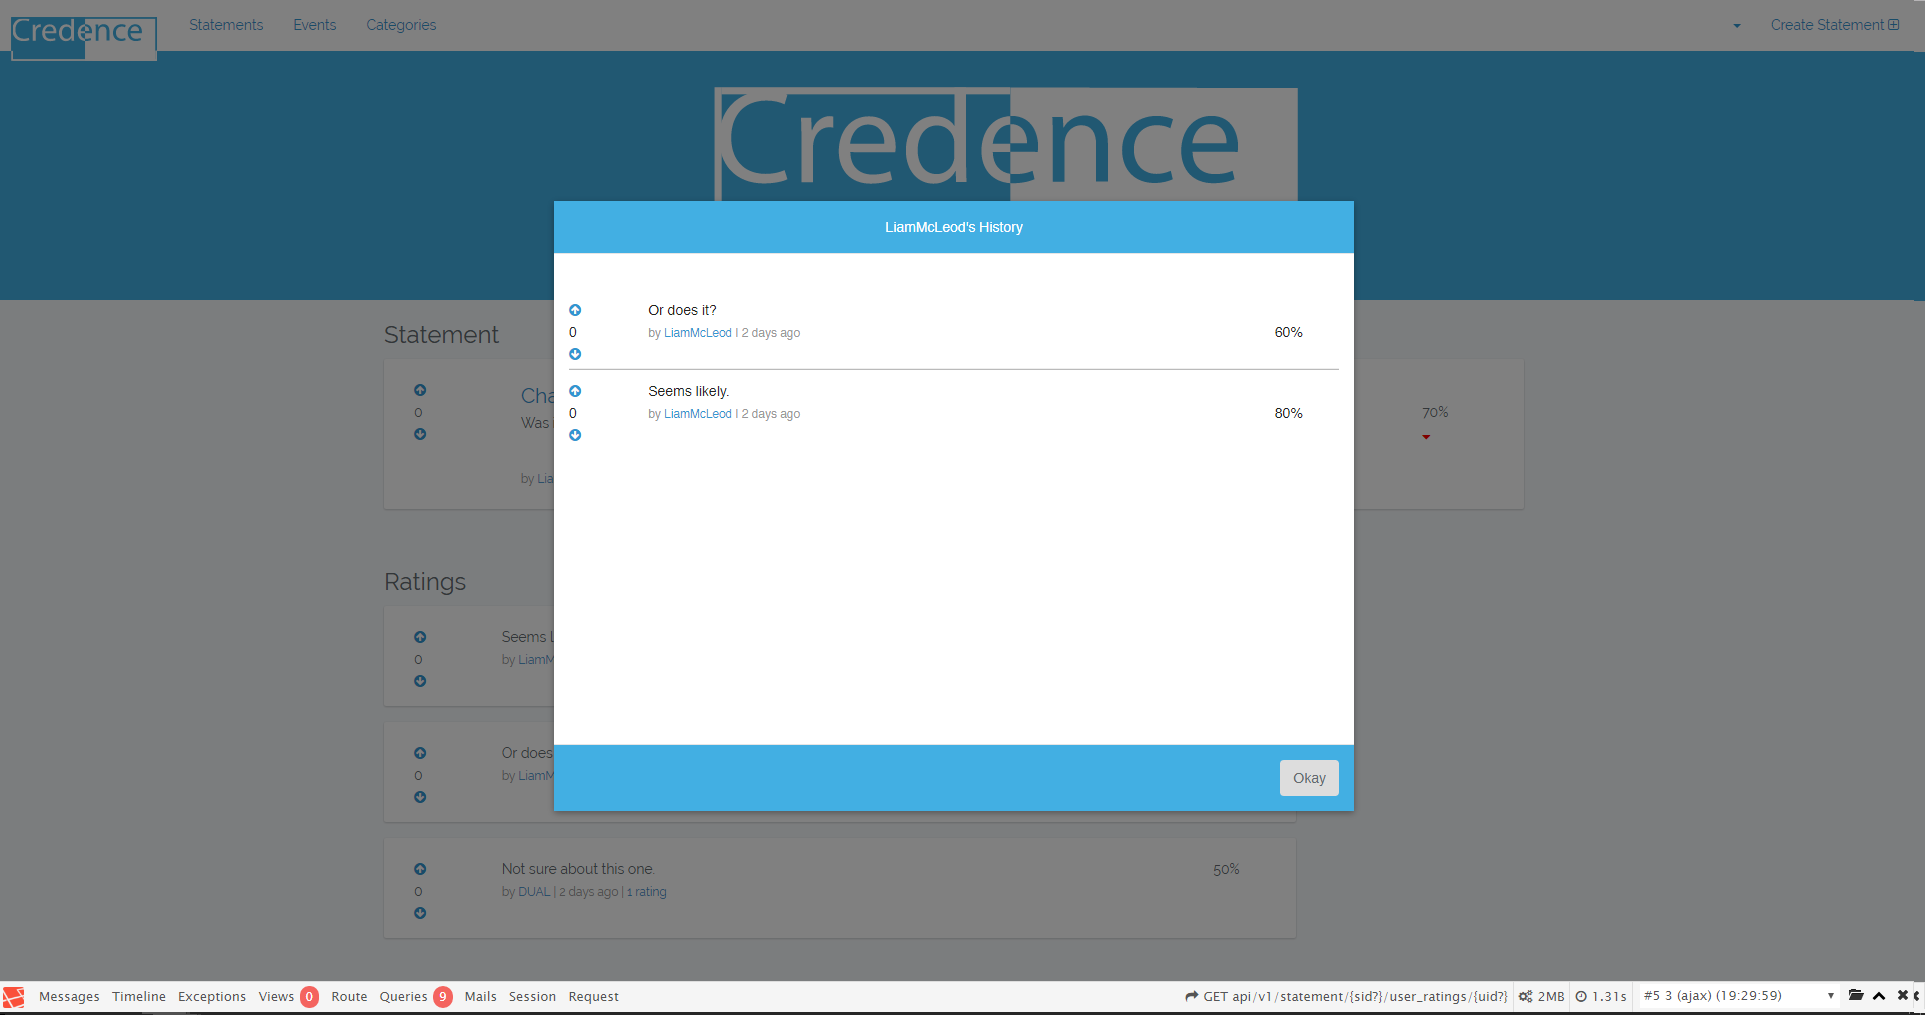 Credence
Statements Events Categories Create Statement
Credence
LiamMcLeod's History
Or does it?
0
by LiamMcLeod | 2 days ago
60%
Seems likely.
0
by LiamMcLeod | 2 days ago
80%
Okay
Statement
0
Cha
Was
by Lia
70%
Ratings
Seems l
0
by LiamM
Or does
0
by LiamM
Not sure about this one.
0
by DUAL | 2 days ago | 1 rating
50%
Messages Timeline Exceptions Views 0 Route Queries 9 Mails Session Request GET api/v1/statement/{sid?}/user_ratings/{uid?} 2MB 1.31s #5 3 (ajax) (19:29:59)